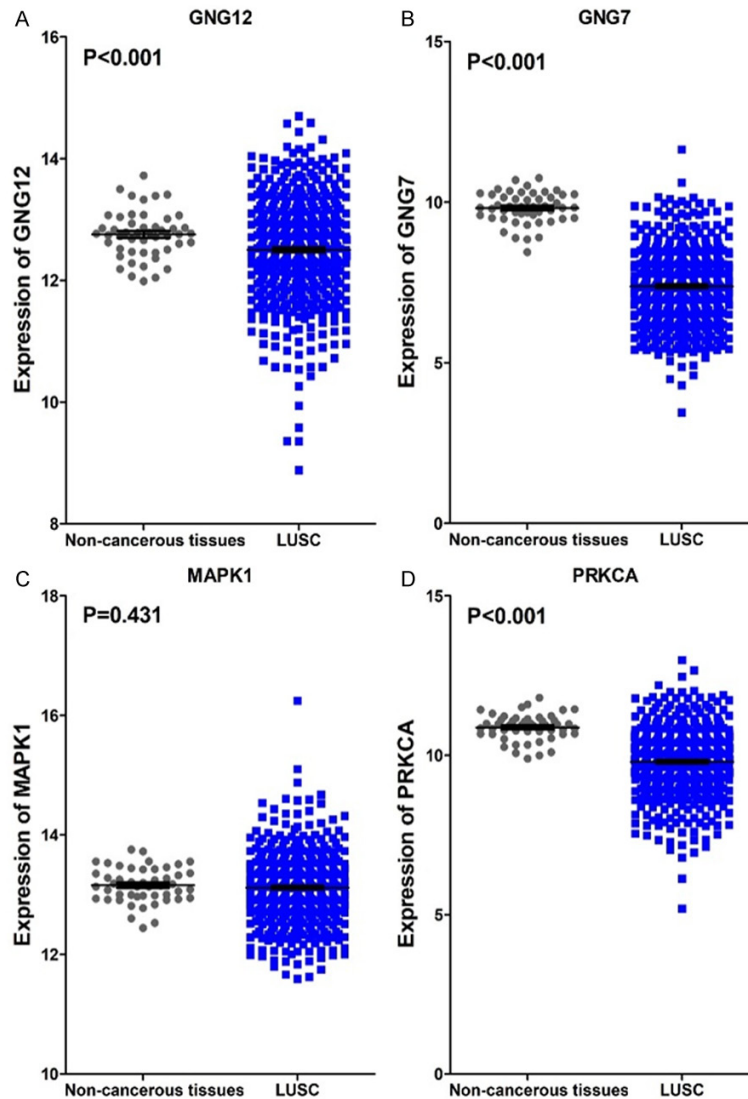 A
GNG12
P<0.001
Expression of GNG12
16
14
12
10
8
Non-cancerous tissues
LUSC
B
GNG7
P<0.001
Expression of GNG7
15
10
5
0
Non-cancerous tissues
LUSC
C
MAPK1
P=0.431
Expression of MAPK1
18
16
14
12
10
Non-cancerous tissues
LUSC
D
PRKCA
P<0.001
Expression of PRKCA
15
10
5
0
Non-cancerous tissues
LUSC